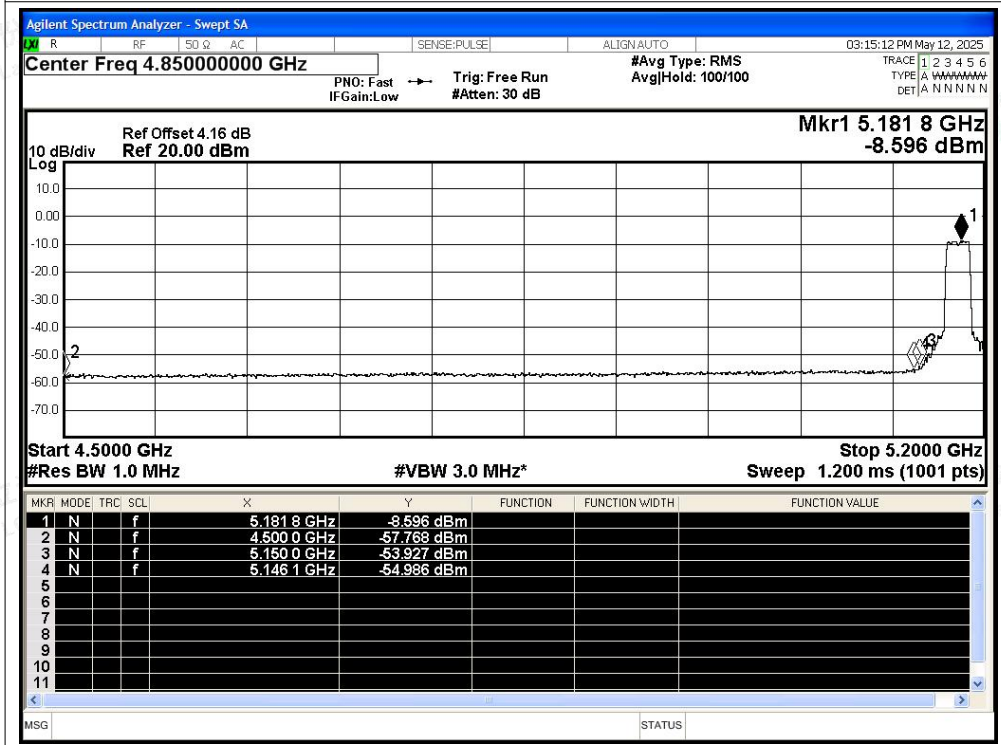 Agilent Spectrum Analyzer - Swept SA
LXI R RF 50 Ω AC SENSE:PULSE ALIGN AUTO 03:15:12 PM May 12, 2025
Center Freq 4.850000000 GHz
PNO: Fast
IFGain:Low
Trig: Free Run
#Atten: 30 dB
#Avg Type: RMS
Avg|Hold: 100/100
TRACE 1 2 3 4 5 6
TYPE A WWWWW
DET A N N N N N
Ref Offset 4.16 dB
10 dB/div Ref 20.00 dBm
Log
Mkr1 5.181 8 GHz
-8.596 dBm
10.0
0.00
-10.0
-20.0
-30.0
-40.0
-50.0
-60.0
-70.0
1
2
3
Start 4.5000 GHz Stop 5.2000 GHz
#Res BW 1.0 MHz #VBW 3.0 MHz* Sweep 1.200 ms (1001 pts)
MKR MODE TRC SCL X Y FUNCTION FUNCTION WIDTH FUNCTION VALUE
1 N f 5.181 8 GHz -8.596 dBm
2 N f 4.500 0 GHz -57.768 dBm
3 N f 5.150 0 GHz -53.927 dBm
4 N f 5.146 1 GHz -54.986 dBm
5
6
7
8
9
10
11
MSG STATUS